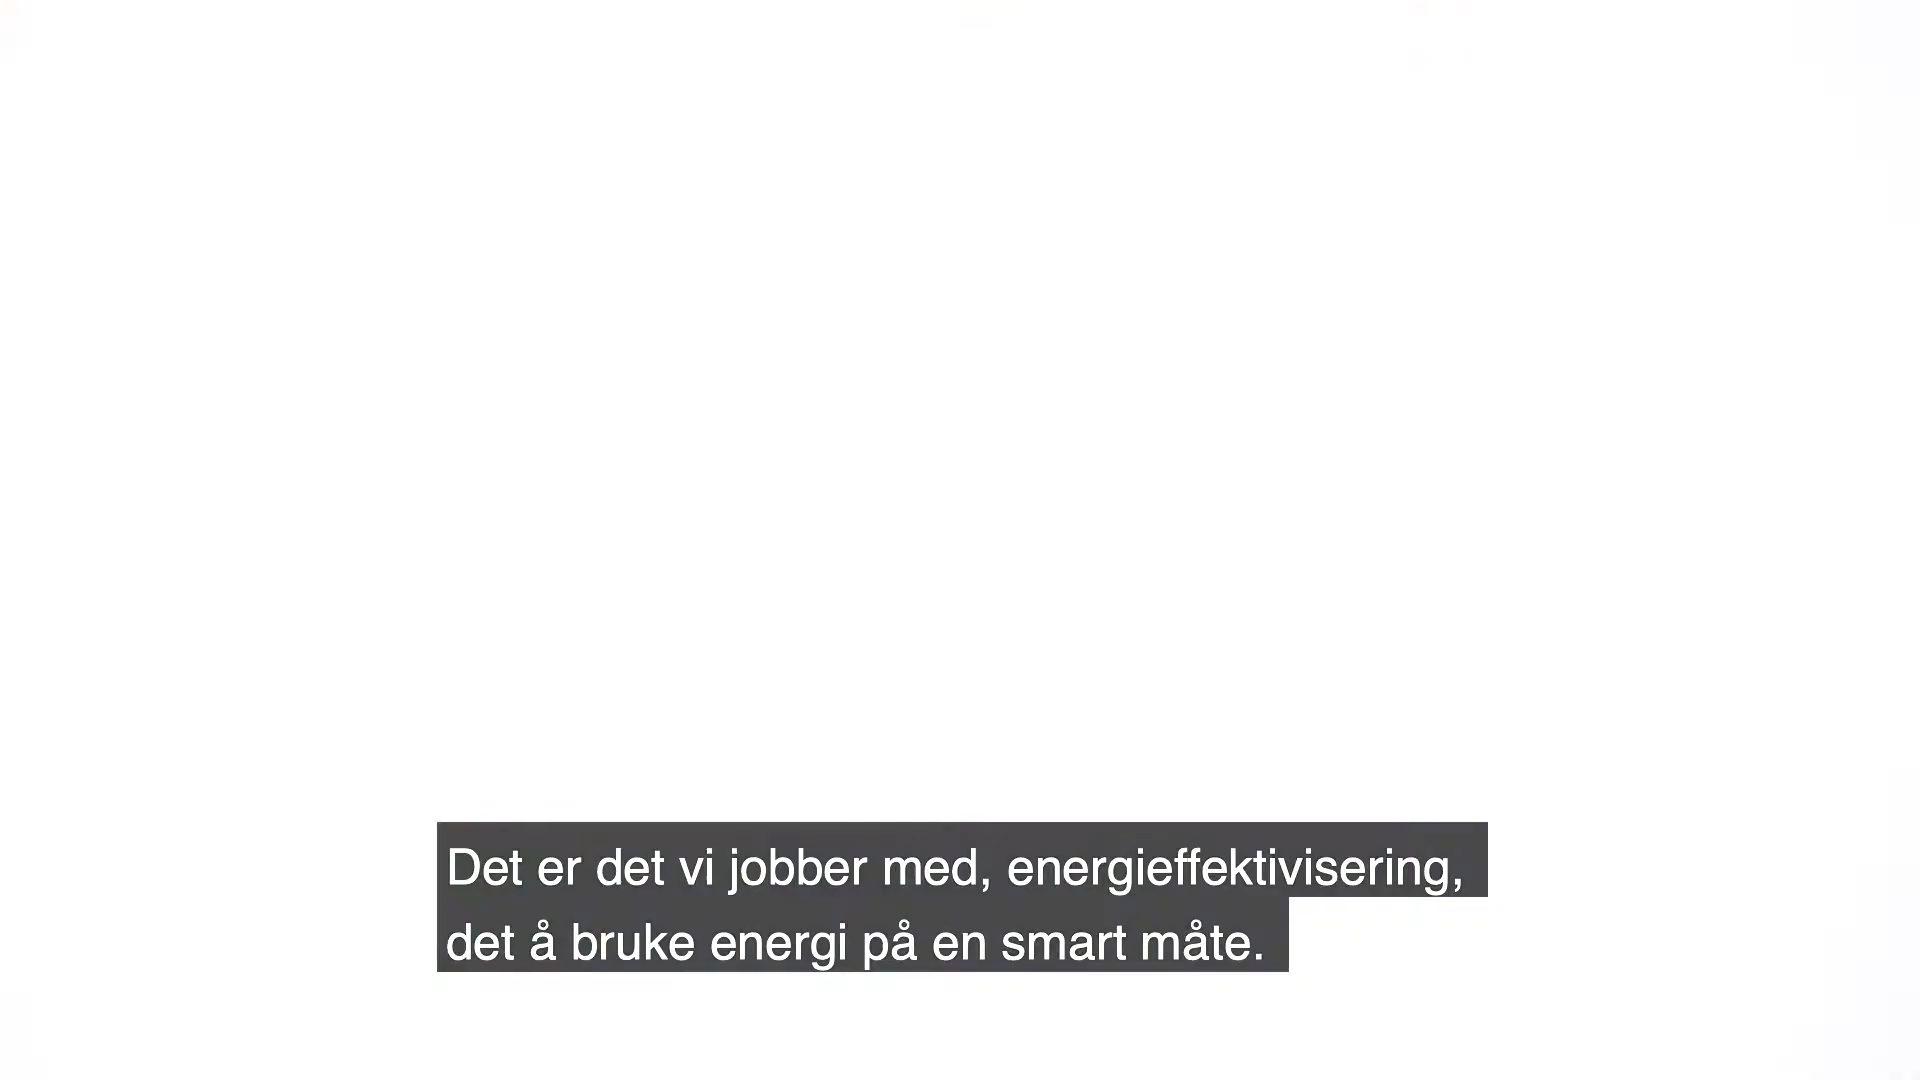 Det er det vi jobber med, energieffektivisering,
det å bruke energi på en smart måte.